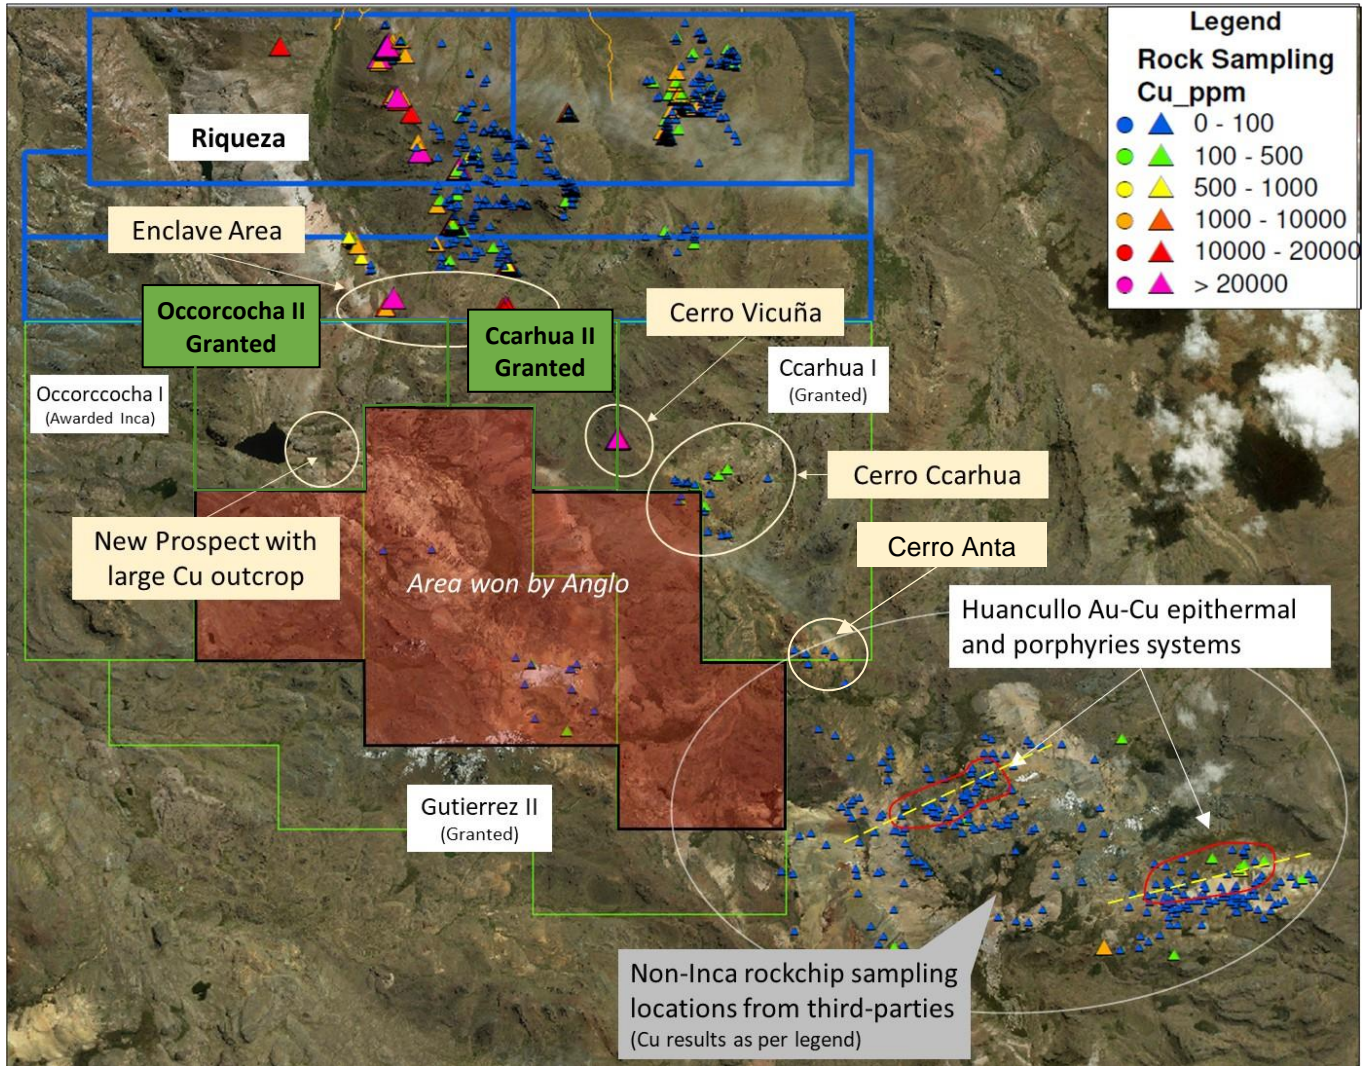 Legend
Rock Sampling
Cu_ppm
0 - 100
100 - 500
500 - 1000
1000 - 10000
10000 - 20000
> 20000
Riqueza
Enclave Area
Occorcocha II
Granted
Ccarhua II
Granted
Cerro Vicuña
Ccarhua I
(Granted)
Occorccocha I
(Awarded Inca)
Cerro Ccarhua
New Prospect with
large Cu outcrop
Cerro Anta
Area won by Anglo
Huancullo Au-Cu epithermal
and porphyries systems
Gutierrez II
(Granted)
Non-Inca rockchip sampling
locations from third-parties
(Cu results as per legend)